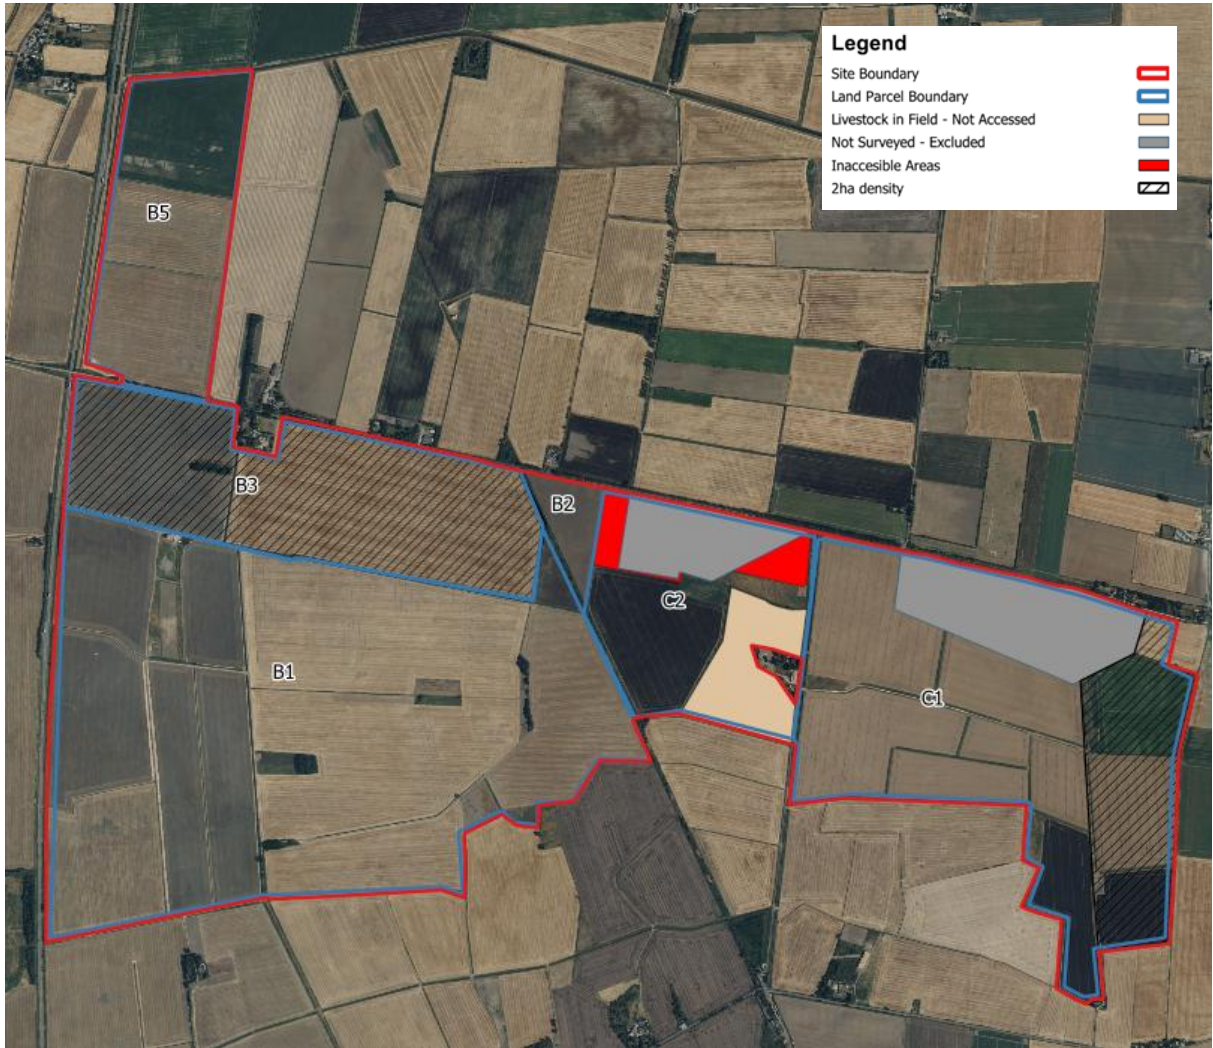 Legend
Site Boundary
Land Parcel Boundary
Livestock in Field - Not Accessed
Not Surveyed - Excluded
Inaccesible Areas
2ha density
B5
B3
B2
C2
B1
C1